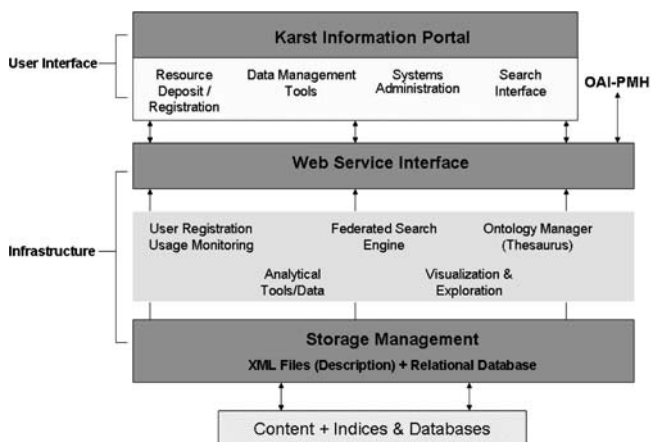 Karst Information Portal
User Interface
Resource
Deposit /
Registration
Data Management
Tools
Systems
Administration
Search
Interface
OAI-PMH
Web Service Interface
Infrastructure
User Registration
Usage Monitoring
Federated Search
Engine
Ontology Manager
(Thesaurus)
Analytical
Tools/Data
Visualization &
Exploration
Storage Management
XML Files (Description) + Relational Database
Content + Indices & Databases